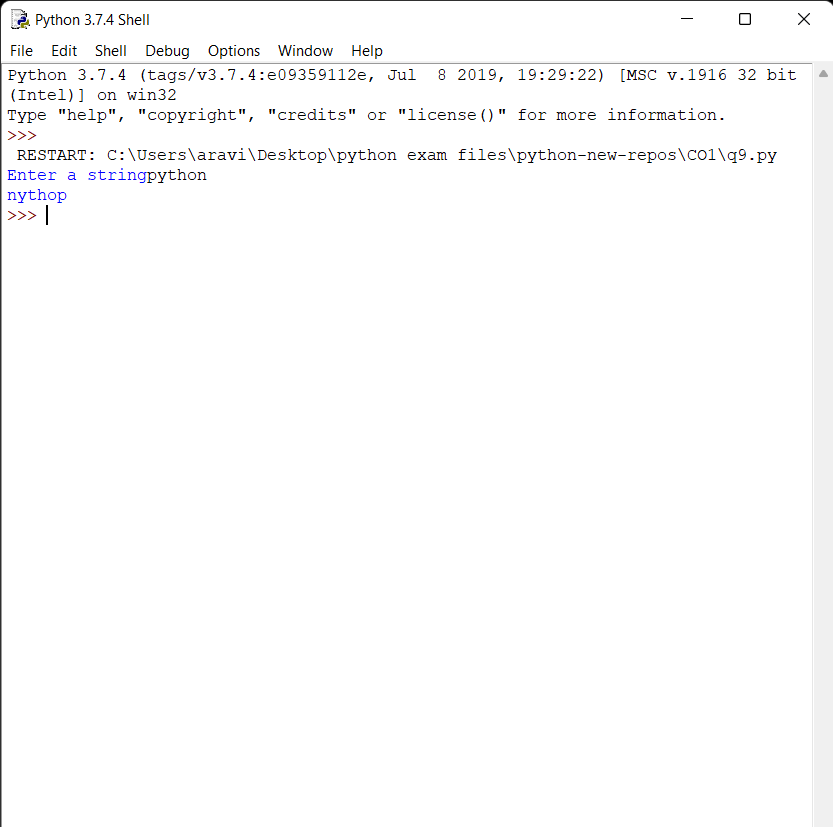 Python 3.7.4 Shell
File Edit Shell Debug Options Window Help
Python 3.7.4 (tags/v3.7.4:e09359112e, Jul  8 2019, 19:29:22) [MSC v.1916 32 bit
(Intel)] on win32
Type "help", "copyright", "credits" or "license()" for more information.
>>>
 RESTART: C:\Users\aravi\Desktop\python exam files\python-new-repos\CO1\q9.py
Enter a stringpython
nythop
>>>